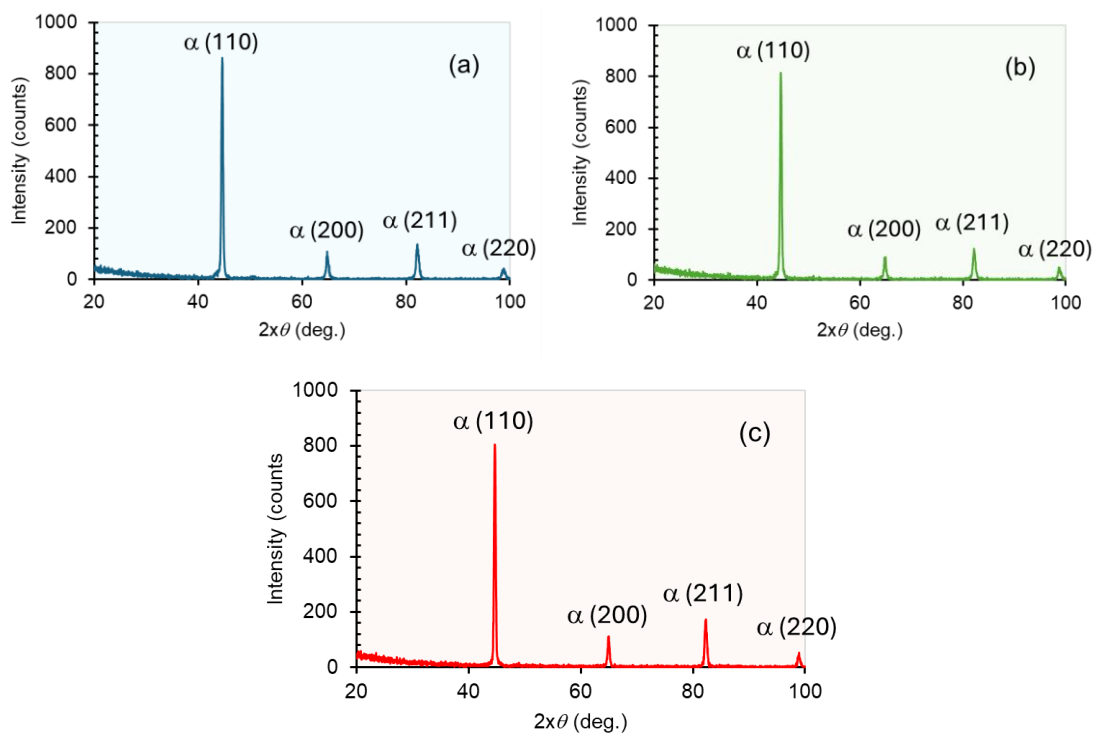 1000
800
600
400
200
0
Intensity (counts)
α (110)
(a)
α (200)
α (211)
α (220)
20 40 60 80 100
2xθ (deg.)
1000
800
600
400
200
0
Intensity (counts)
α (110)
(b)
α (200)
α (211)
α (220)
20 40 60 80 100
2xθ (deg.)
1000
800
600
400
200
0
Intensity (counts
α (110)
(c)
α (200)
α (211)
α (220)
20 40 60 80 100
2xθ (deg.)